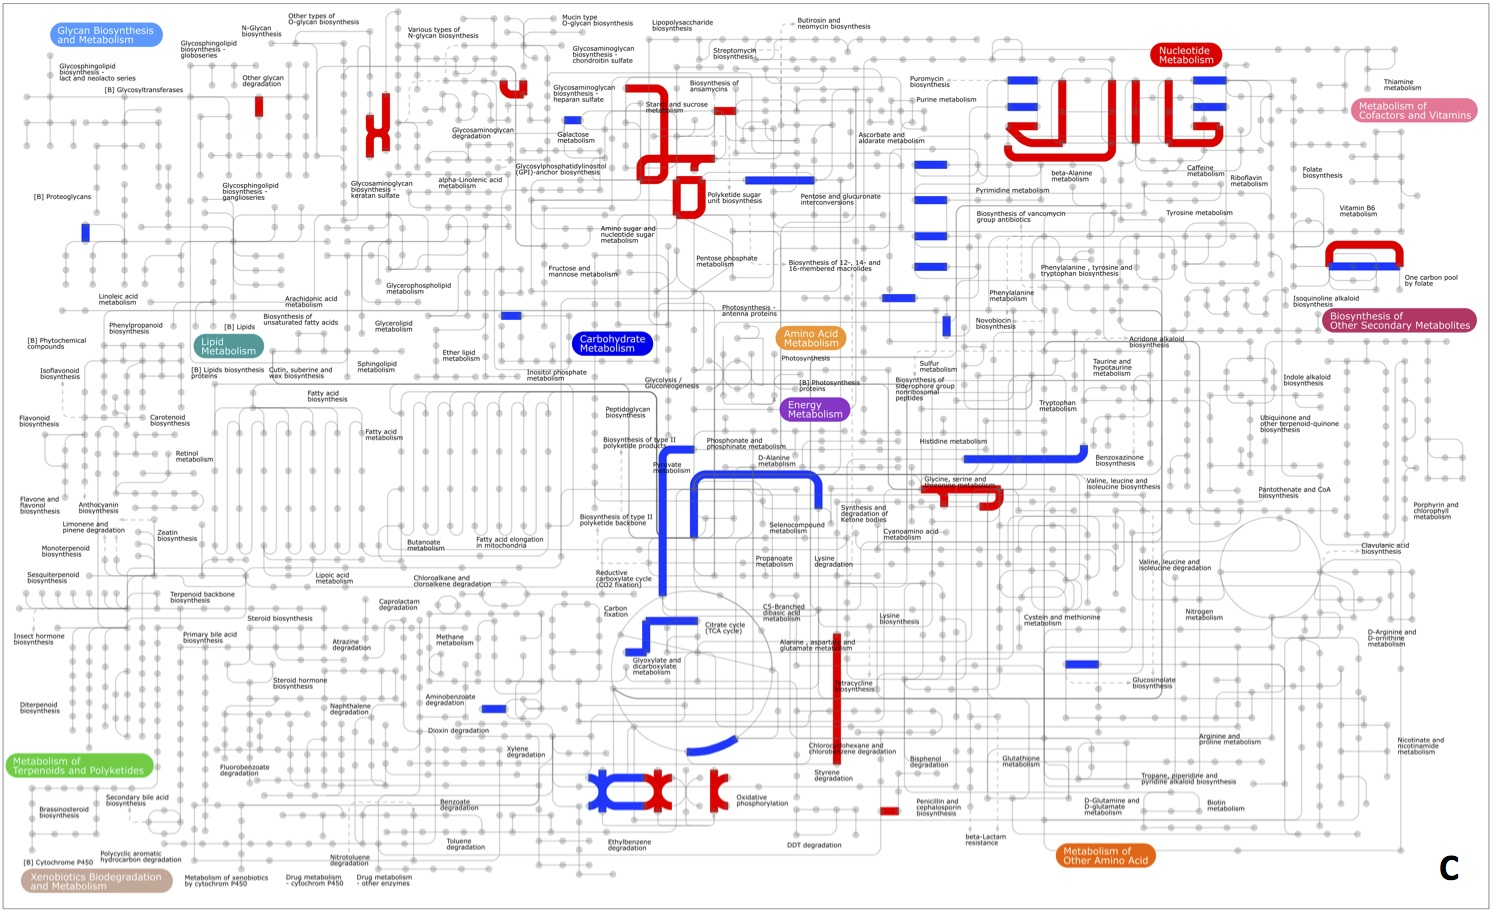 Glycan Biosynthesis
and Metabolism
Other types of
O-glycan biosynthesis
N-Glycan
biosynthesis
Various types of
N-glycan biosynthesis
Mucin type
O-glycan biosynthesis
Lipopolysaccharide
biosynthesis
Butirosin and
neomycin biosynthesis
Nucleotide
Metabolism
Glycosphingolipid
biosynthesis -
globoseries
Glycosaminoglycan
biosynthesis -
chondroitin sulfate
Streptomycin
biosynthesis
Glycosphingolipid
biosynthesis -
lact and neolacto series
Other glycan
degradation
[B] Glycosyltransferases
Glycosaminoglycan
biosynthesis -
heparan sulfate
Biosynthesis of
ansamycins
Puromycin
biosynthesis
Thiamine
metabolism
Purine metabolism
Starch and sucrose
metabolism
Metabolism of
Cofactors and Vitamins
Glycosaminoglycan
degradation
Galactose
metabolism
Ascorbate and
aldarate metabolism
Glycosylphosphatidylinositol
(GPI)-anchor biosynthesis
Caffeine
metabolism
beta-Alanine
metabolism
Riboflavin
metabolism
Folate
biosynthesis
Glycosphingolipid
biosynthesis -
ganglioseries
Glycosaminoglycan
biosynthesis -
keratan sulfate
alpha-Linolenic acid
metabolism
[B] Proteoglycans
Polyketide sugar
unit biosynthesis
Pentose and glucuronate
interconversions
Pyrimidine metabolism
Biosynthesis of vancomycin
group antibiotics
Tyrosine metabolism
Vitamin B6
metabolism
Amino sugar and
nucleotide sugar
metabolism
Fructose and
mannose metabolism
Pentose phosphate
metabolism
Biosynthesis of 12-, 14- and
16-membered macrolides
Phenylalanine , tyrosine and
tryptophan biosynthesis
One carbon pool
by folate
Linoleic acid
metabolism
Arachidonic acid
metabolism
Glycerophospholipid
metabolism
Phenylalanine
metabolism
Isoquinoline alkaloid
biosynthesis
Phenylpropanoid
biosynthesis
[B] Lipids
Biosynthesis of
unsaturated fatty acids
Glycerolipid
metabolism
Photosynthesis -
antenna proteins
Novobiocin
biosynthesis
Biosynthesis of
Other Secondary Metabolites
[B] Phytochemical
compounds
Lipid
Metabolism
Carbohydrate
Metabolism
Amino Acid
Metabolism
Acridone alkaloid
biosynthesis
Ether lipid
metabolism
Photosynthesis
Isoflavonoid
biosynthesis
[B] Lipids biosynthesis
proteins
Cutin, suberine and
wax biosynthesis
Sphingolipid
metabolism
Inositol phosphate
metabolism
Glycolysis /
Gluconeogenesis
[B] Photosynthesis
proteins
Sulfur
metabolism
Biosynthesis of
siderophore group
nonribosomal
peptides
Taurine and
hypotaurine
metabolism
Indole alkaloid
biosynthesis
Fatty acid
biosynthesis
Energy
Metabolism
Tryptophan
metabolism
Flavonoid
biosynthesis
Carotenoid
biosynthesis
Peptidoglycan
biosynthesis
Ubiquinone and
other terpenoid-quinone
biosynthesis
Fatty acid
metabolism
Biosynthesis of type II
polyketide products
Phosphonate and
phosphinate metabolism
Histidine metabolism
Retinol
metabolism
Pyruvate
metabolism
D-Alanine
metabolism
Benzoxazinone
biosynthesis
Flavone and
flavonol
biosynthesis
Anthocyanin
biosynthesis
Glycine, serine and
threonine metabolism
Valine, leucine and
isoleucine biosynthesis
Pantothenate and CoA
biosynthesis
Porphyrin and
chlorophyll
metabolism
Limonene and
pinene degradation
Zeatin
biosynthesis
Biosynthesis of type II
polyketide backbone
Selenocompound
metabolism
Synthesis and
degradation of
Ketone bodies
Cyanoamino acid
metabolism
Monoterpenoid
biosynthesis
Butanoate
metabolism
Fatty acid elongation
in mitochondria
Clavulanic acid
biosynthesis
Sesquiterpenoid
biosynthesis
Lipoic acid
metabolism
Chloroalkane and
cloroalkene degradation
Reductive
carboxylate cycle
(CO2 fixation)
Propanoate
metabolism
Lysine
degradation
Valine, leucine and
isoleucine degradation
Terpenoid backbone
biosynthesis
Caprolactam
degradation
Carbon
fixation
C5-Branched
dibasic acid
metabolism
Insect hormone
biosynthesis
Steroid biosynthesis
Primary bile acid
biosynthesis
Atrazine
degradation
Methane
metabolism
Citrate cycle
(TCA cycle)
Lysine
biosynthesis
Cystein and methionine
metabolism
Nitrogen
metabolism
D-Arginine and
D-ornithine
metabolism
Alanine , aspartate and
glutamate metabolism
Glyoxylate and
dicarboxylate
metabolism
Steroid hormone
biosynthesis
Tetracycline
biosynthesis
Glucosinolate
biosynthesis
Diterpenoid
biosynthesis
Naphthalene
degradation
Aminobenzoate
degradation
Dioxin degradation
Xylene
degradation
Chlorocyclohexane and
chlorobenzene degradation
Arginine and
proline metabolism
Nicotinate and
nicotinamide
metabolism
Metabolism of
Terpenoids and Polyketides
Fluorobenzoate
degradation
Styrene
degradation
Bisphenol
degradation
Glutathione
metabolism
Tropane, piperidine and
pyridine alkaloid biosynthesis
Brassinosteroid
biosynthesis
Secondary bile acid
biosynthesis
Benzoate
degradation
Oxidative
phosphorylation
Penicillin and
cephalosporin
biosynthesis
D-Glutamine and
D-glutamate
metabolism
Biotin
metabolism
Toluene
degradation
Ethylbenzene
degradation
DDT degradation
beta-Lactam
resistance
[B] Cytochrome P450
Polycyclic aromatic
hydrocarbon degradation
Nitrotoluene
degradation
Metabolism of
Other Amino Acid
Xenobiotics Biodegradation
and Metabolism
Metabolism of xenobiotics
by cytochrom P450
Drug metabolism
- cytochrom P450
Drug metabolism
- other enzymes
C